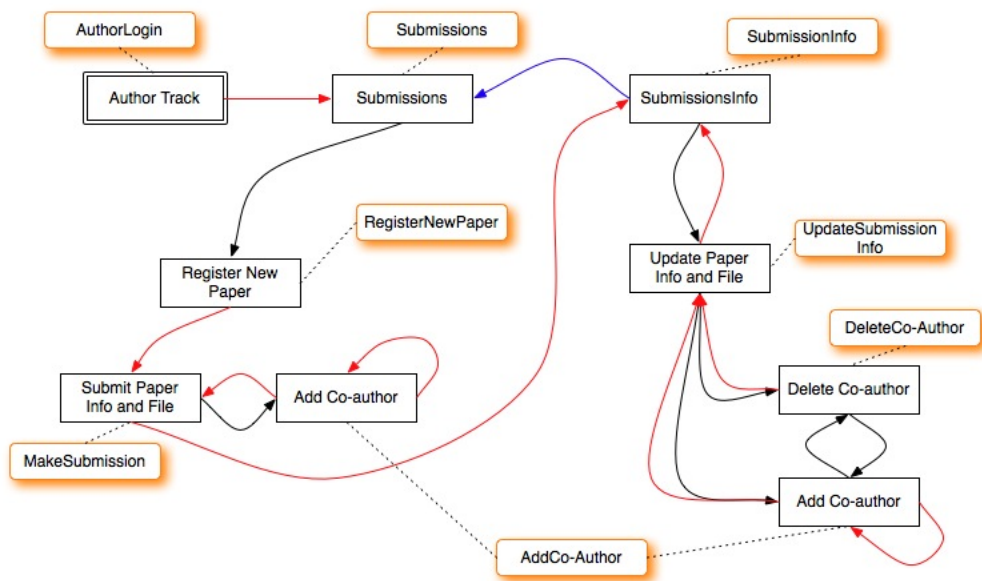 AuthorLogin
Submissions
SubmissionInfo
Author Track
Submissions
SubmissionsInfo
RegisterNewPaper
UpdateSubmission
Info
Register New
Paper
Update Paper
Info and File
DeleteCo-Author
Submit Paper
Info and File
Add Co-author
Delete Co-author
MakeSubmission
Add Co-author
AddCo-Author